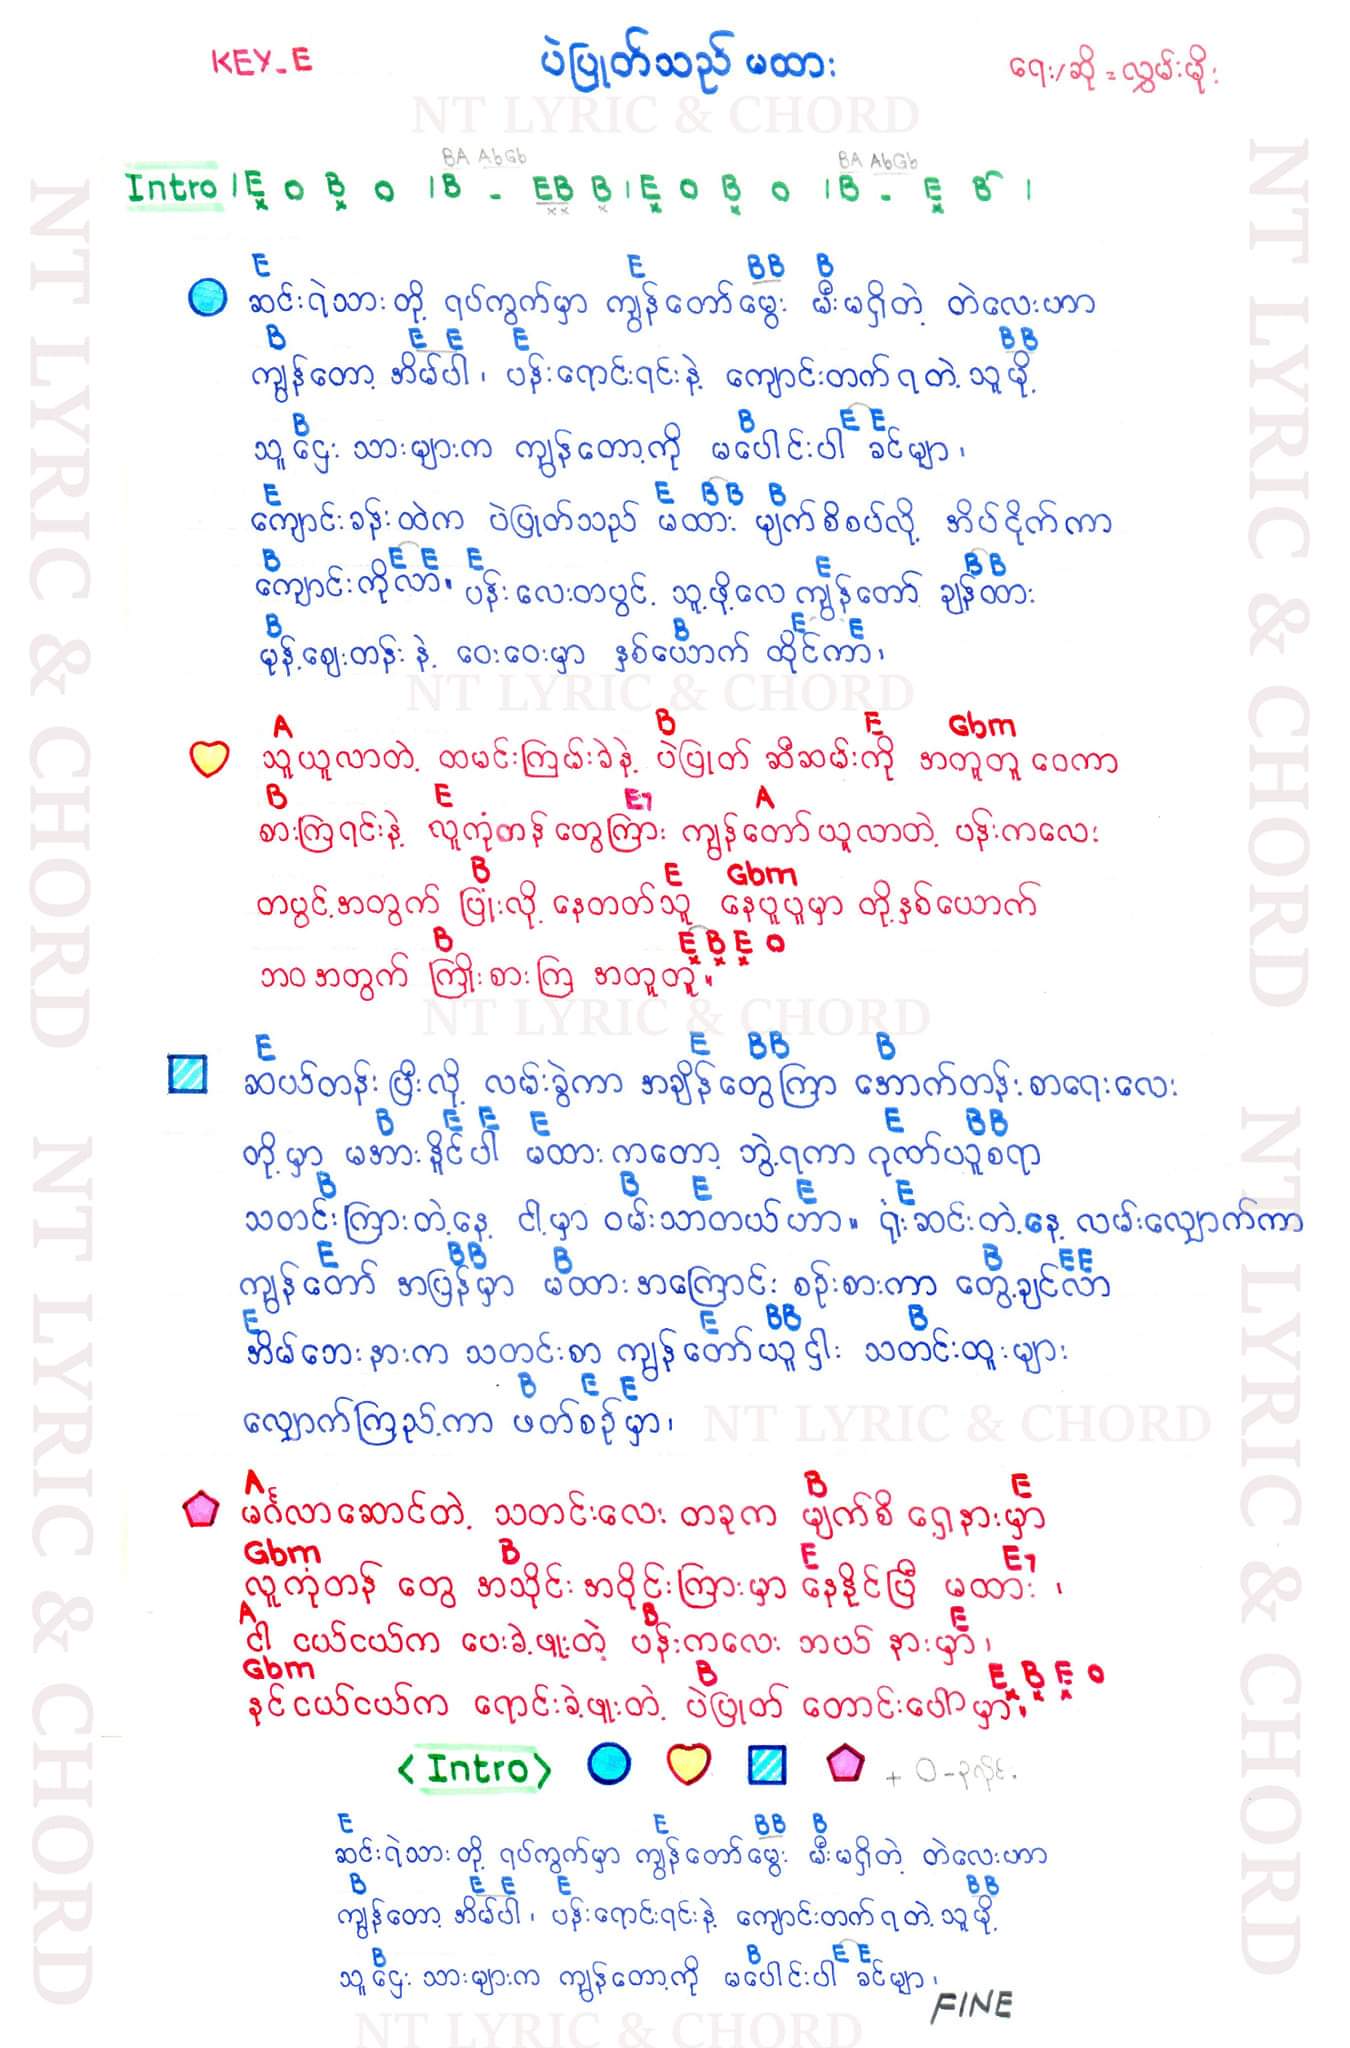 KEY_E
ပဲပြုတ်သည် မထား
ရေး/ဆို = လွှမ်းမိုး
NT LYRIC & CHORD
BA AbGb BA AbGb
Intro | E O B O | B - EB B | E O B O | B - E B |
E E BB B
ဆင်းရဲသားတို့ ရပ်ကွက်မှာ ကျွန်တော်မွေး မီးမရှိတဲ့ တဲလေးဟာ
B E E E BB
ကျွန်တော့ အိမ်ပါ၊ ပန်းရောင်းရင်းနဲ့ ကျောင်းတက်ရတဲ့ သူမို့
B B E E
သူဌေး သားများက ကျွန်တော့ကို မပေါင်းပါ ခင်မျာ၊
E E BB B
ကျောင်းခန်းထဲက ပဲပြုတ်သည် မထား မျက်စိစပ်လို့ အိပ်ငိုက်ကာ
B E E E E BB
ကျောင်းကိုလာ။ ပန်းလေးတပွင့် သူ့ဖို့လေ ကျွန်တော် ချန်ထား
B B E E
မုန့်ဈေးတန်းနဲ့ ဝေးဝေးမှာ နှစ်ယောက် ထိုင်ကာ၊
NT LYRIC & CHORD
A B E Gbm
သူယူလာတဲ့ ထမင်းကြမ်းခဲနဲ့ ပဲပြုတ် ဆီဆမ်းကို အတူတူ ဝေကာ
B E E7 A
စားကြရင်းနဲ့ လူကုံတန်တွေကြား ကျွန်တော်ယူလာတဲ့ ပန်းကလေး
B E Gbm
တပွင့်အတွက် ပြုံးလို့ နေတတ်သူ နေပူပူမှာ တို့နှစ်ယောက်
B E B E O
ဘဝအတွက် ကြိုးစားကြ အတူတူ။
NT LYRIC & CHORD
E E BB B
ဆယ်တန်းပြီးလို့ လမ်းခွဲကာ အချိန်တွေကြာ အောက်တန်းစာရေးလေး
B E E E E BB
တို့မှာ မအားနိုင်ပါ မထားကတော့ ဘွဲ့ရကာ ဂုဏ်ယူစရာ
B B E E E
သတင်းကြားတဲ့နေ့ ငါ့မှာ ဝမ်းသာတယ်ဟာ။ ရုံးဆင်းတဲ့နေ့ လမ်းလျှောက်ကာ
E BB B B EE
ကျွန်တော် အပြန်မှာ မထားအကြောင်း စဉ်းစားကာ တွေ့ချင်လာ
E E BB B
အိမ်ဘေးနားက သတင်းစာ ကျွန်တော်ယူငှါး သတင်းထူးများ
B E E
လျှောက်ကြည့်ကာ ဖတ်စဉ်မှာ၊
NT LYRIC & CHORD
A B E
မင်္ဂလာဆောင်တဲ့ သတင်းလေး တခုက မျက်စိ ရှေ့နားမှာ
Gbm B E E7
လူကုံတန်တွေ အသိုင်းအဝိုင်းကြားမှာ နေနိုင်ပြီ မထား၊
A B E
ငါ ငယ်ငယ်က ပေးခဲ့ဖူးတဲ့ ပန်းကလေး ဘယ်နားမှာ၊
Gbm B E B E O
နင်ငယ်ငယ်က ရောင်းခဲ့ဖူးတဲ့ ပဲပြုတ် တောင်းပေါ်မှာ။
<Intro>
E E BB B
ဆင်းရဲသားတို့ ရပ်ကွက်မှာ ကျွန်တော်မွေး မီးမရှိတဲ့ တဲလေးဟာ
B E E E BB
ကျွန်တော့ အိမ်ပါ၊ ပန်းရောင်းရင်းနဲ့ ကျောင်းတက်ရတဲ့ သူမို့
B B E E
သူဌေး သားများက ကျွန်တော့ကို မပေါင်းပါ ခင်မျာ၊
FINE
NT LYRIC & CHORD
NT LYRIC & CHORD
NT LYRIC & CHORD
NT LYRIC & CHORD
NT LYRIC & CHORD